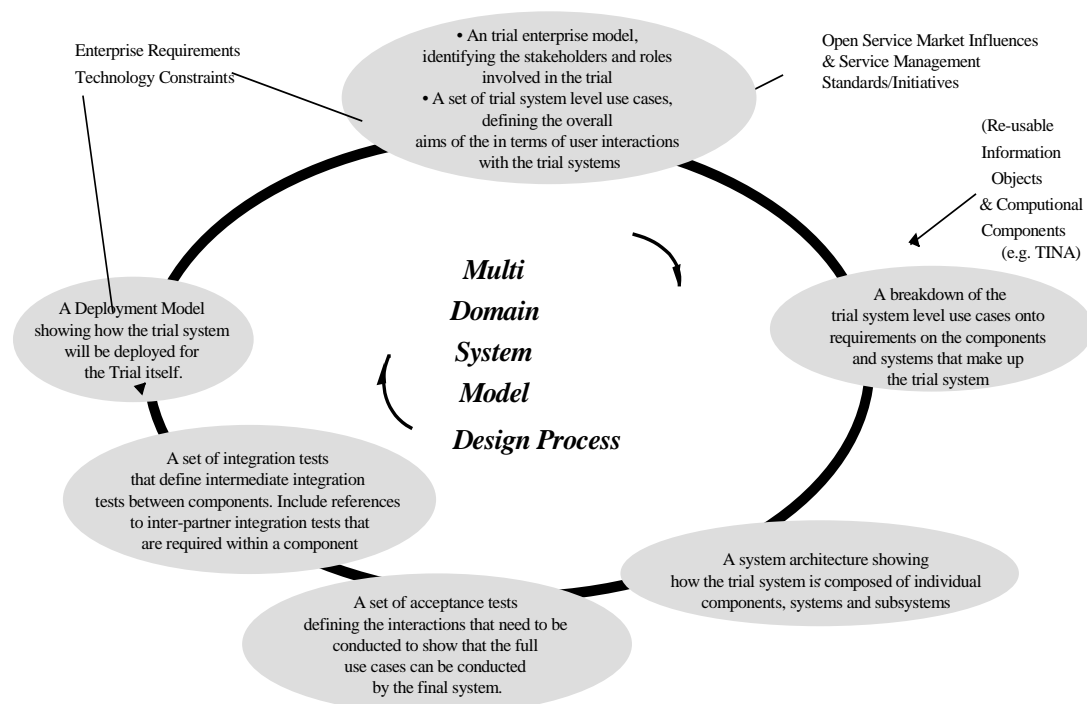 Enterprise Requirements
Technology Constraints
• An trial enterprise model,
identifying the stakeholders and roles
involved in the trial
• A set of trial system level use cases,
defining the overall
aims of the in terms of user interactions
with the trial systems
Open Service Market Influences
& Service Management
Standards/Initiatives
(Re-usable
Information
Objects
& Computional
Components
(e.g. TINA)
A breakdown of the
trial system level use cases onto
requirements on the components
and systems that make up
the trial system
A system architecture showing
how the trial system is composed of individual
components, systems and subsystems
A set of acceptance tests
defining the interactions that need to be
conducted to show that the full
use cases can be conducted
by the final system.
A set of integration tests
that define intermediate integration
tests between components. Include references
to inter-partner integration tests that
are required within a component
A Deployment Model
showing how the trial system
will be deployed for
the Trial itself.
Multi
Domain
System
Model
Design Process